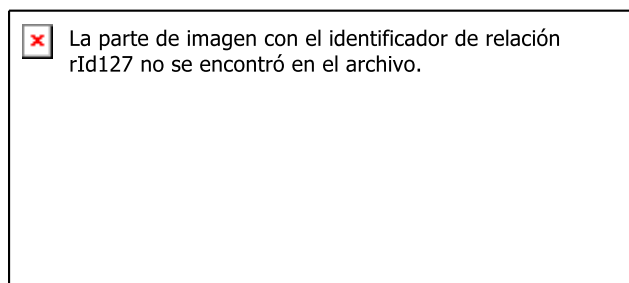 La parte de imagen con el identificador de relación
rId127 no se encontró en el archivo.